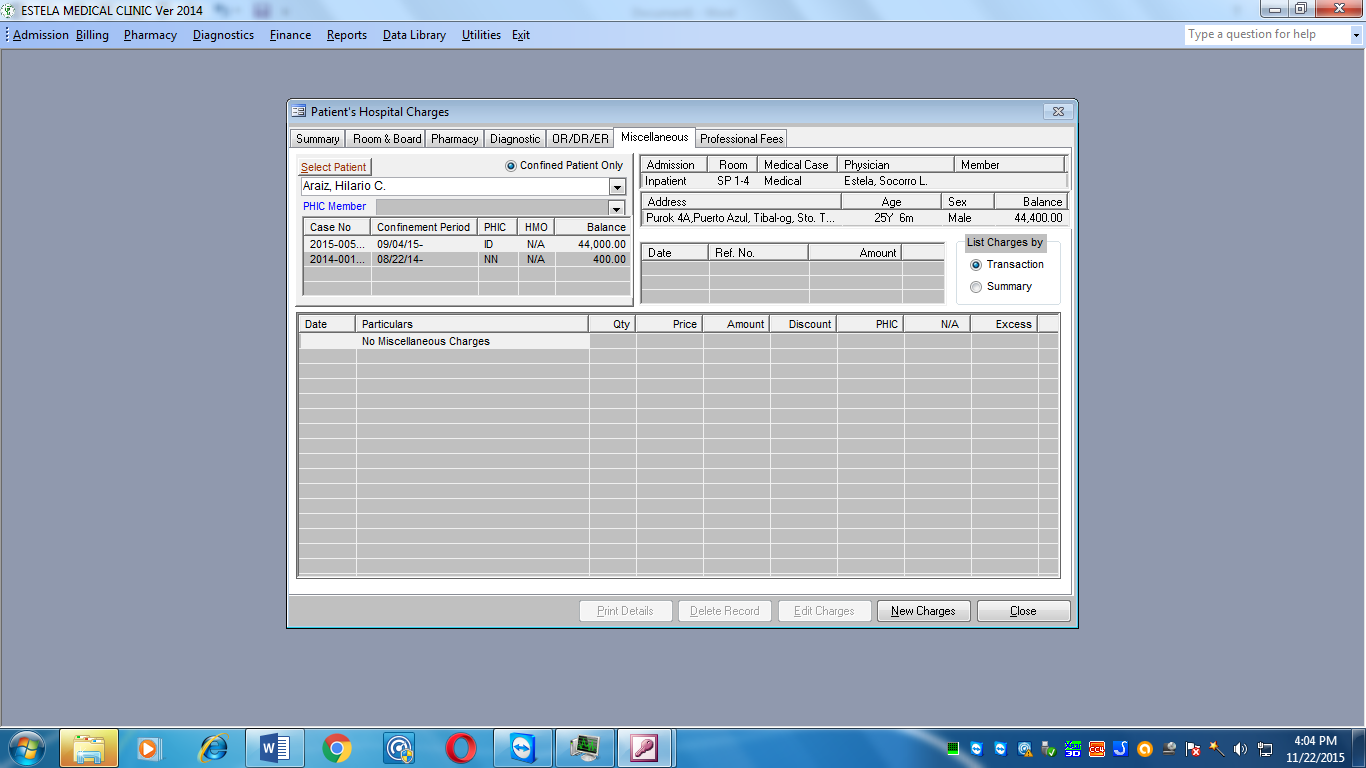 ESTELA MEDICAL CLINIC Ver 2014
Admission Billing Pharmacy Diagnostics Finance Reports Data Library Utilities Exit Type a question for help
Patient's Hospital Charges
Summary Room & Board Pharmacy Diagnostic OR/DR/ER Miscellaneous Professional Fees
Select Patient Confined Patient Only
Araiz, Hilario C.
PHIC Member
Case No Confinement Period PHIC HMO Balance
2015-005... 09/04/15- ID N/A 44,000.00
2014-001... 08/22/14- NN N/A 400.00
Admission Room Medical Case Physician Member
Inpatient SP 1-4 Medical Estela, Socorro L.
Address Age Sex Balance
Purok 4A,Puerto Azul, Tibal-og, Sto. T... 25Y 6m Male 44,400.00
Date Ref. No. Amount
List Charges by
Transaction
Summary
Date Particulars Qty Price Amount Discount PHIC N/A Excess
No Miscellaneous Charges
Print Details Delete Record Edit Charges New Charges Close
4:04 PM
11/22/2015